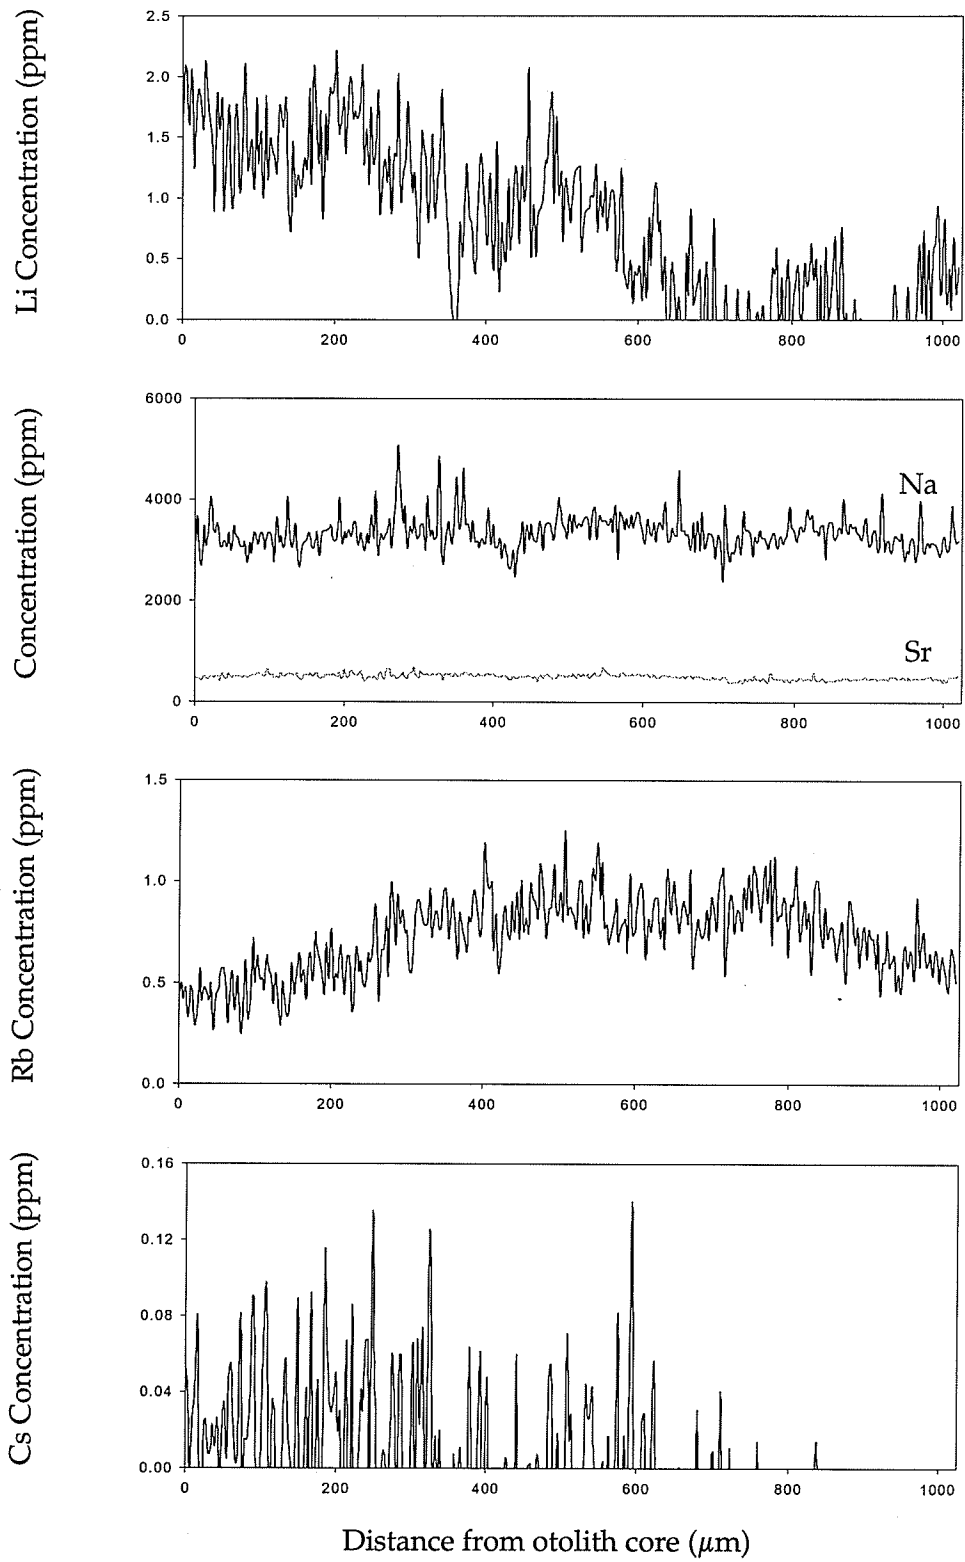 Li Concentration (ppm)
2.5
2.0
1.5
1.0
0.5
0.0
0 200 400 600 800 1000
Concentration (ppm)
6000
4000
2000
0
Na
Sr
0 200 400 600 800 1000
Rb Concentration (ppm)
1.5
1.0
0.5
0.0
0 200 400 600 800 1000
Cs Concentration (ppm)
0.16
0.12
0.08
0.04
0.00
0 200 400 600 800 1000
Distance from otolith core (μm)